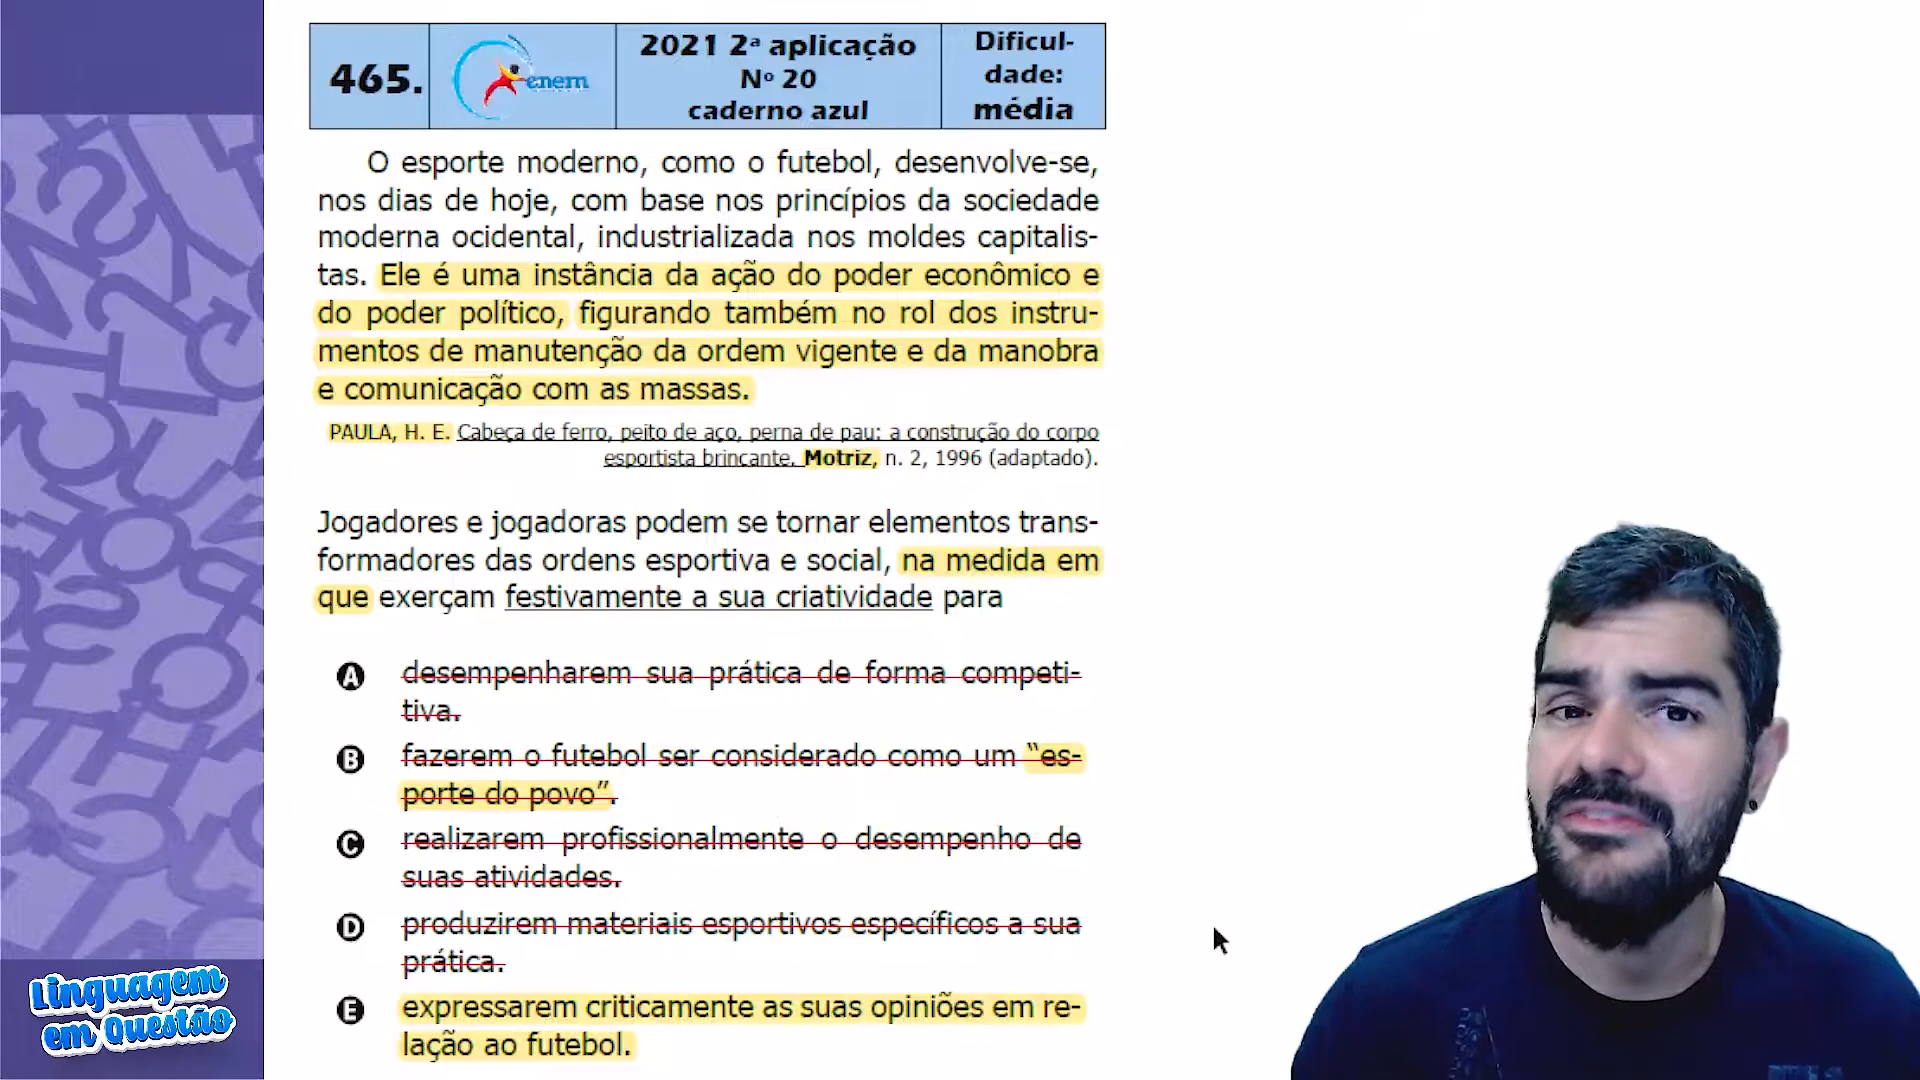 465.
enem
2021 2ª aplicação
Nº 20
caderno azul
Dificul-
dade:
média
O esporte moderno, como o futebol, desenvolve-se,
nos dias de hoje, com base nos princípios da sociedade
moderna ocidental, industrializada nos moldes capitalis-
tas. Ele é uma instância da ação do poder econômico e
do poder político, figurando também no rol dos instru-
mentos de manutenção da ordem vigente e da manobra
e comunicação com as massas.
PAULA, H. E. Cabeça de ferro, peito de aço, perna de pau: a construção do corpo
esportista brincante. Motriz, n. 2, 1996 (adaptado).
Jogadores e jogadoras podem se tornar elementos trans-
formadores das ordens esportiva e social, na medida em
que exerçam festivamente a sua criatividade para
A desempenharem sua prática de forma competi-
tiva.
B fazerem o futebol ser considerado como um “es-
porte do povo”.
C realizarem profissionalmente o desempenho de
suas atividades.
D produzirem materiais esportivos específicos a sua
prática.
E expressarem criticamente as suas opiniões em re-
lação ao futebol.
Linguagem
em Questão